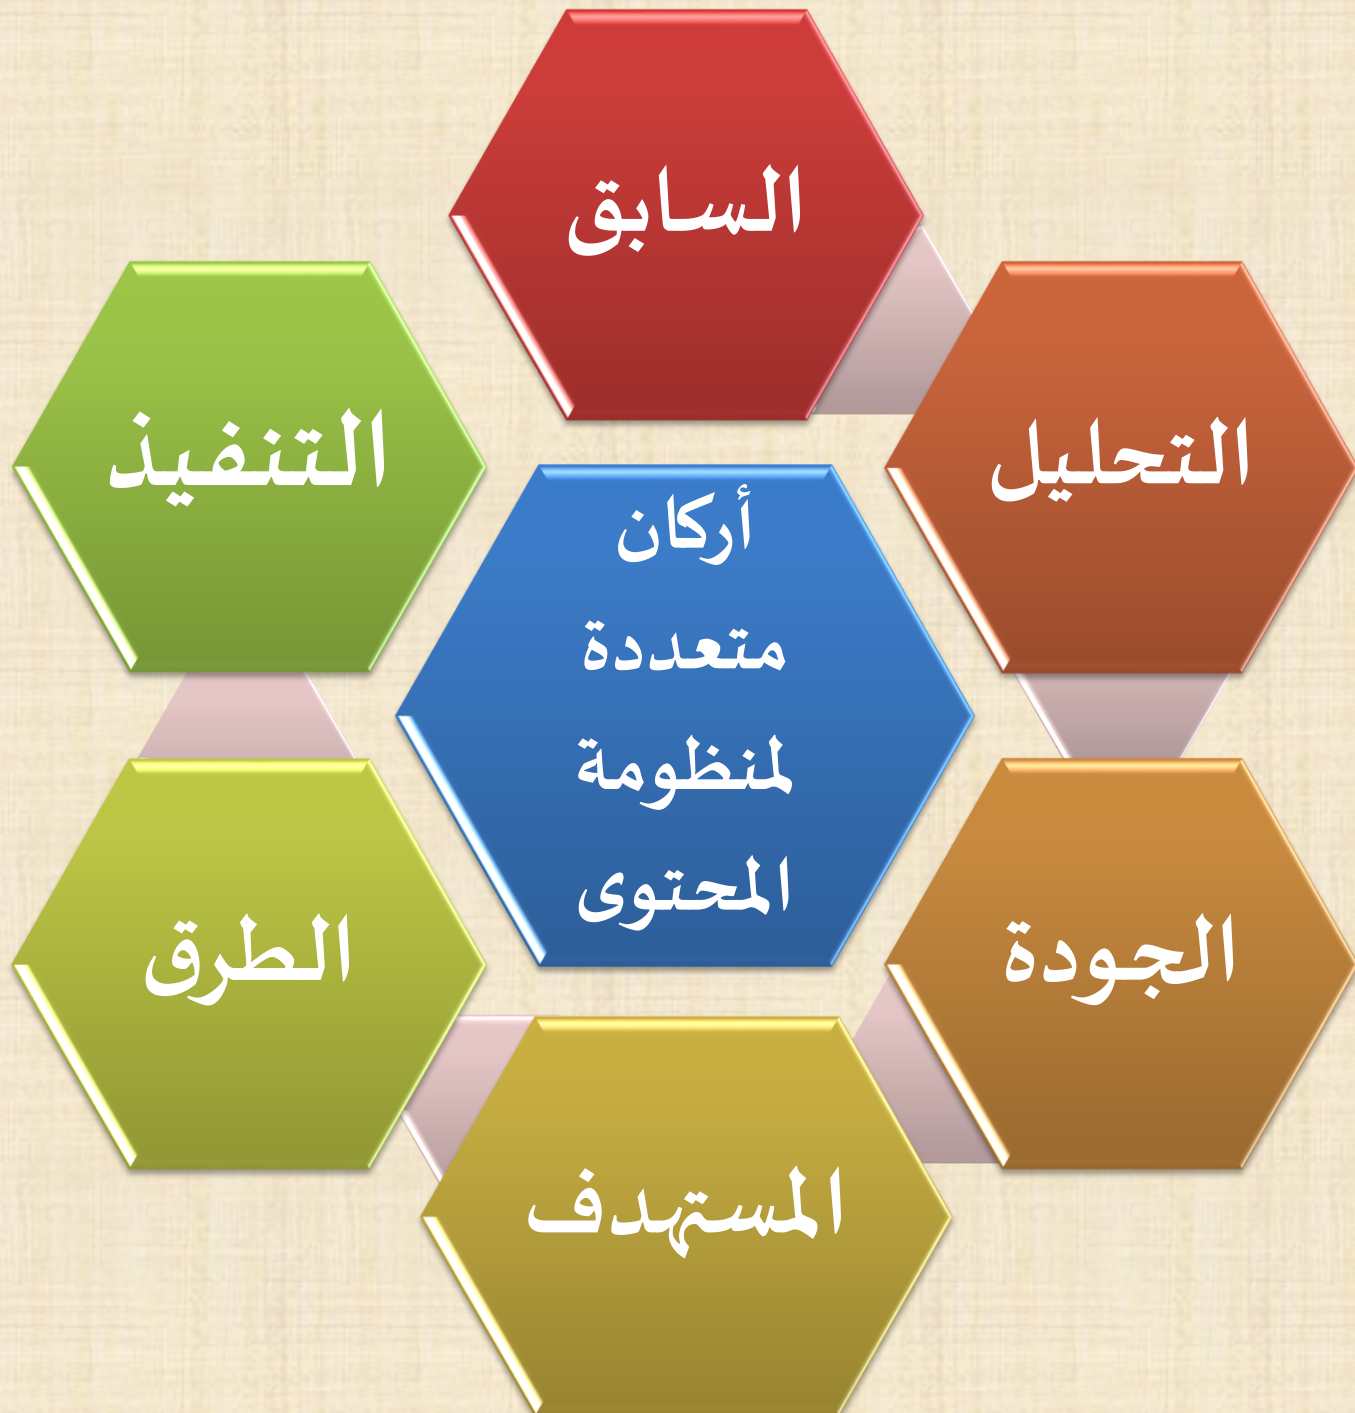 السابق
التحليل
الجودة
المستهدف
الطرق
التنفيذ
أركان
متعددة
لمنظومة
المحتوى